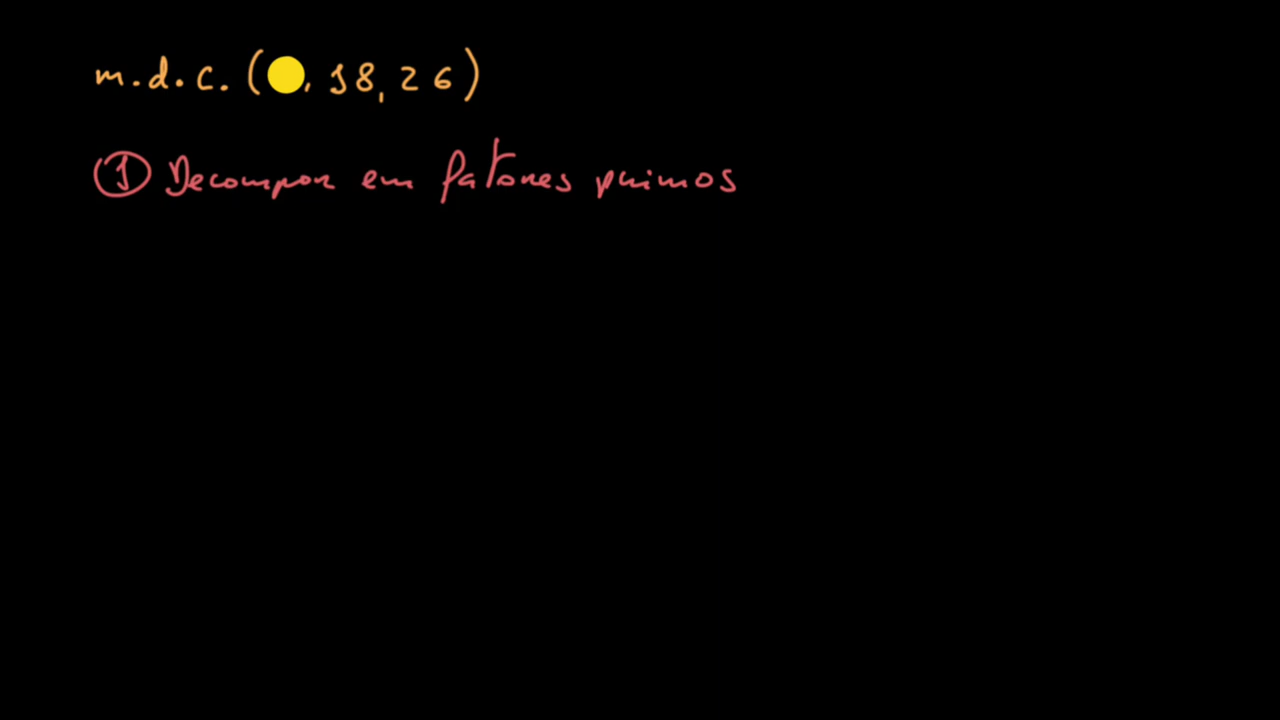 m.d.c. ( , 18, 26)
① Decompor em fatores primos